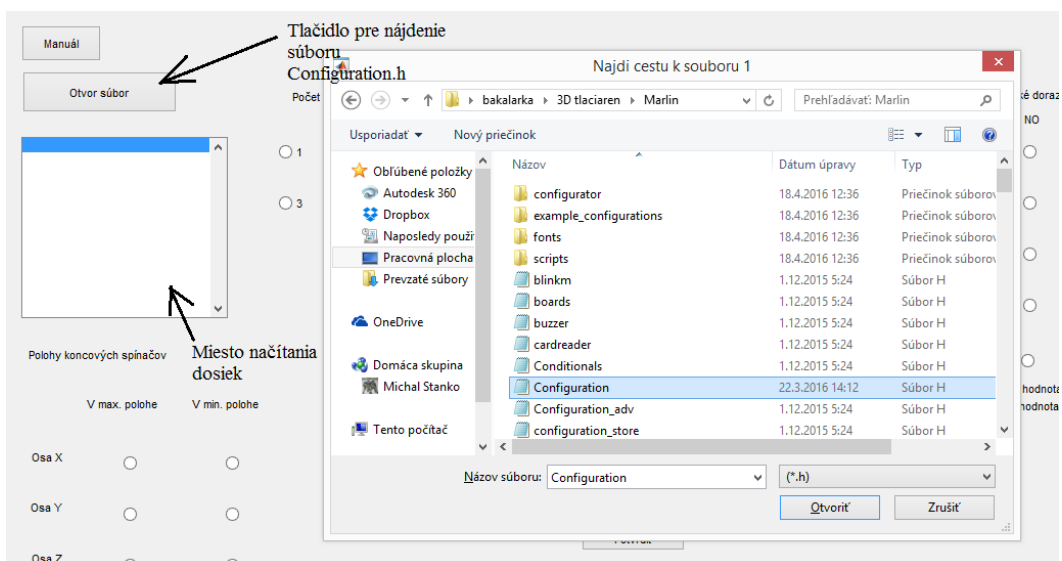 Manuál
Tlačidlo pre nájdenie
súboru
Configuration.h
Otvor súbor
Počet
Najdi cestu k souboru 1
bakalarka
3D tlaciaren
Marlin
Prehľadávať: Marlin
Usporiadať
Nový priečinok
Názov
Dátum úpravy
Typ
Obľúbené položky
Autodesk 360
Dropbox
Naposledy použi
Pracovná plocha
Prevzaté súbory
OneDrive
Domáca skupina
Michal Stanko
Tento počítač
configurator 18.4.2016 12:36 Priečinok súborov
example_configurations 18.4.2016 12:36 Priečinok súborov
fonts 18.4.2016 12:36 Priečinok súborov
scripts 18.4.2016 12:36 Priečinok súborov
blinkm 1.12.2015 5:24 Súbor H
boards 1.12.2015 5:24 Súbor H
buzzer 1.12.2015 5:24 Súbor H
cardreader 1.12.2015 5:24 Súbor H
Conditionals 1.12.2015 5:24 Súbor H
Configuration 22.3.2016 14:12 Súbor H
Configuration_adv 1.12.2015 5:24 Súbor H
configuration_store 1.12.2015 5:24 Súbor H
Názov súboru: Configuration
(*.h)
Otvoriť
Zrušiť
ké doraz
NO
1
3
hodnota
hodnota
Miesto načítania
dosiek
Polohy koncových spínačov
V max. polohe
V min. polohe
Osa X
Osa Y
Osa Z